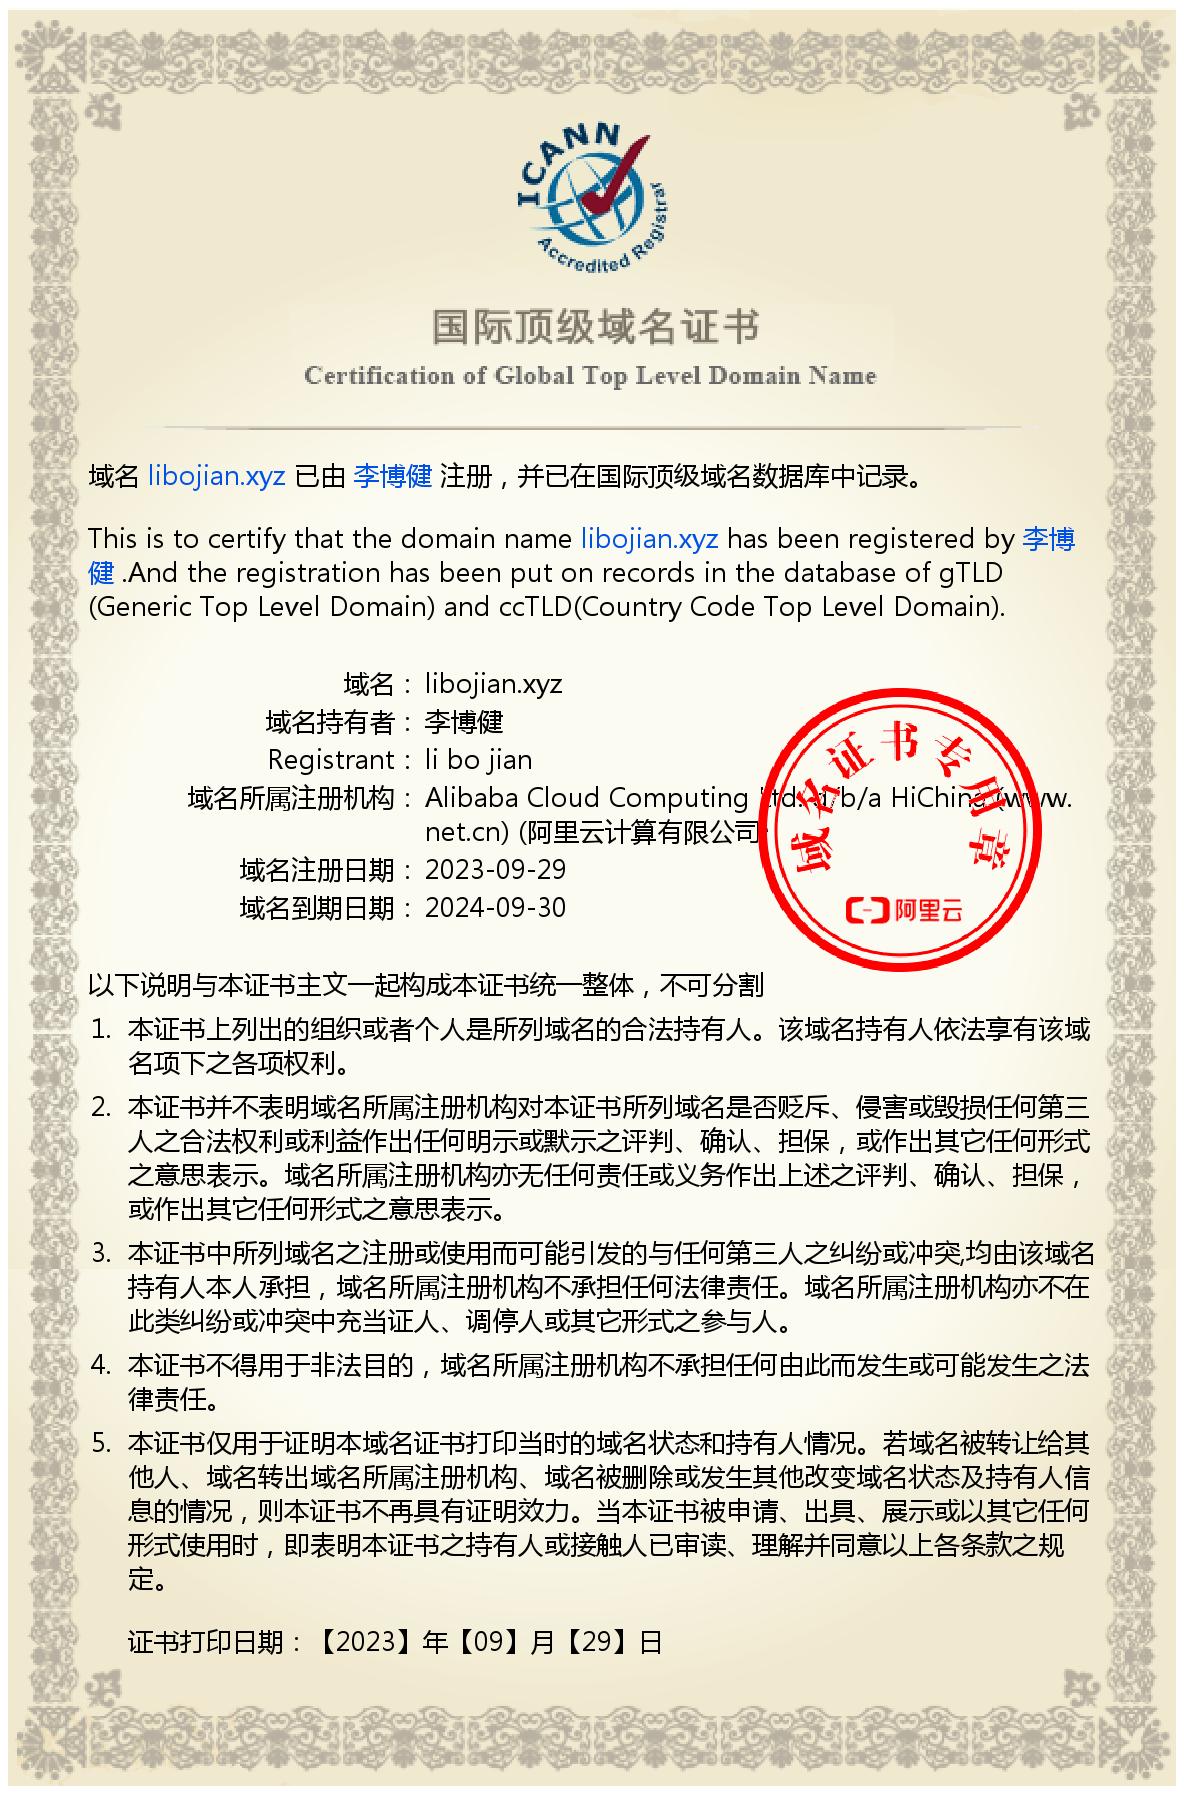 ICANN
Accredited Registrar
国际顶级域名证书
Certification of Global Top Level Domain Name
域名 libojian.xyz 已由 李博健 注册，并已在国际顶级域名数据库中记录。
This is to certify that the domain name libojian.xyz has been registered by 李博
健 .And the registration has been put on records in the database of gTLD
(Generic Top Level Domain) and ccTLD(Country Code Top Level Domain).
域名： libojian.xyz
域名持有者： 李博健
Registrant： li bo jian
域名所属注册机构： Alibaba Cloud Computing Ltd. d/b/a HiChina (www.
net.cn) (阿里云计算有限公司)
域名注册日期： 2023-09-29
域名到期日期： 2024-09-30
域名证书专用章
阿里云
以下说明与本证书主文一起构成本证书统一整体，不可分割
1. 本证书上列出的组织或者个人是所列域名的合法持有人。该域名持有人依法享有该域
名项下之各项权利。
2. 本证书并不表明域名所属注册机构对本证书所列域名是否贬斥、侵害或毁损任何第三
人之合法权利或利益作出任何明示或默示之评判、确认、担保，或作出其它任何形式
之意思表示。域名所属注册机构亦无任何责任或义务作出上述之评判、确认、担保，
或作出其它任何形式之意思表示。
3. 本证书中所列域名之注册或使用而可能引发的与任何第三人之纠纷或冲突,均由该域名
持有人本人承担，域名所属注册机构不承担任何法律责任。域名所属注册机构亦不在
此类纠纷或冲突中充当证人、调停人或其它形式之参与人。
4. 本证书不得用于非法目的，域名所属注册机构不承担任何由此而发生或可能发生之法
律责任。
5. 本证书仅用于证明本域名证书打印当时的域名状态和持有人情况。若域名被转让给其
他人、域名转出域名所属注册机构、域名被删除或发生其他改变域名状态及持有人信
息的情况，则本证书不再具有证明效力。当本证书被申请、出具、展示或以其它任何
形式使用时，即表明本证书之持有人或接触人已审读、理解并同意以上各条款之规
定。
证书打印日期：【2023】年【09】月【29】日